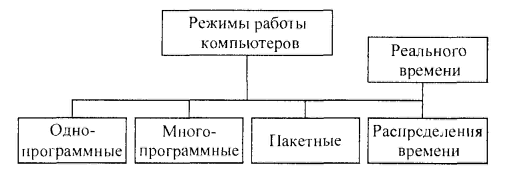 Режимы работы
компьютеров
Реального
времени
Одно-
программные
Много-
программные
Пакетные
Распределения
времени